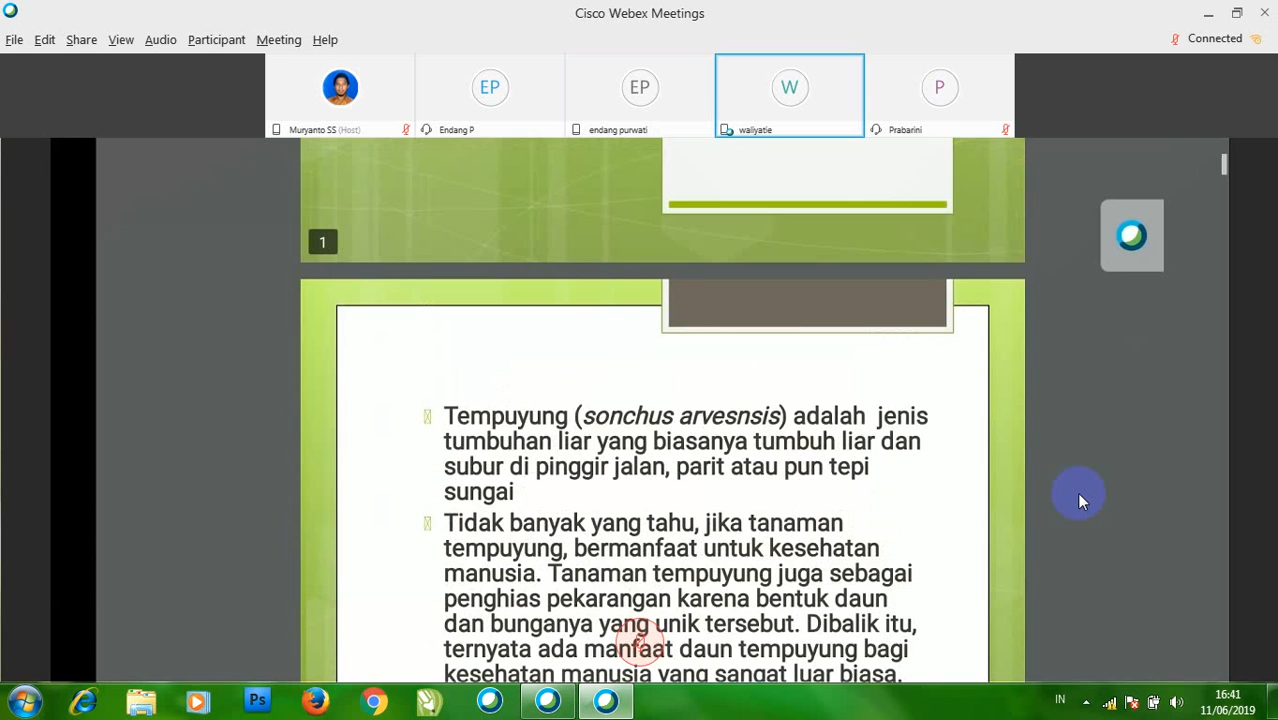 Cisco Webex Meetings
File Edit Share View Audio Participant Meeting Help
Connected
EP EP W P
Muryanto SS (Host) Endang P endang purwati waliyatie Prabarini
1
Tempuyung (sonchus arvesnsis) adalah jenis
tumbuhan liar yang biasanya tumbuh liar dan
subur di pinggir jalan, parit atau pun tepi
sungai
Tidak banyak yang tahu, jika tanaman
tempuyung, bermanfaat untuk kesehatan
manusia. Tanaman tempuyung juga sebagai
penghias pekarangan karena bentuk daun
dan bunganya yang unik tersebut. Dibalik itu,
ternyata ada manfaat daun tempuyung bagi
kesehatan manusia yang sangat luar biasa.
Ps
IN
16:41
11/06/2019